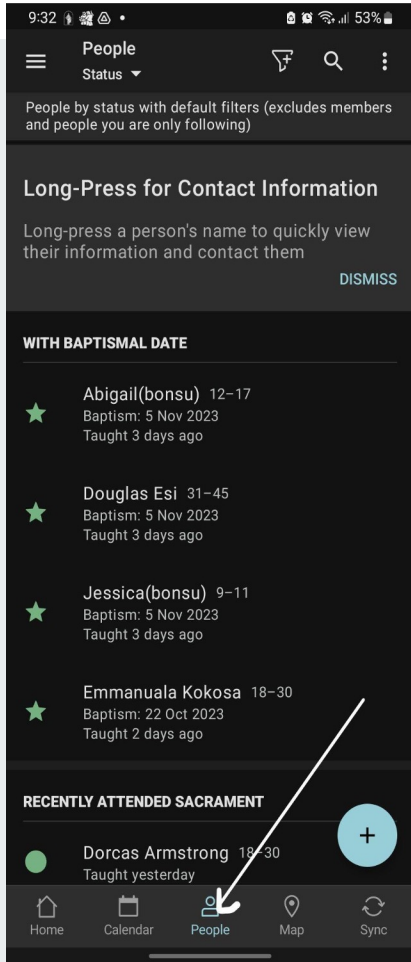 9:32 53%
People
Status
People by status with default filters (excludes members
and people you are only following)
Long-Press for Contact Information
Long-press a person's name to quickly view
their information and contact them
DISMISS
WITH BAPTISMAL DATE
Abigail(bonsu) 12–17
Baptism: 5 Nov 2023
Taught 3 days ago
Douglas Esi 31–45
Baptism: 5 Nov 2023
Taught 3 days ago
Jessica(bonsu) 9–11
Baptism: 5 Nov 2023
Taught 3 days ago
Emmanuala Kokosa 18–30
Baptism: 22 Oct 2023
Taught 2 days ago
RECENTLY ATTENDED SACRAMENT
Dorcas Armstrong 18–30
Taught yesterday
Home Calendar People Map Sync